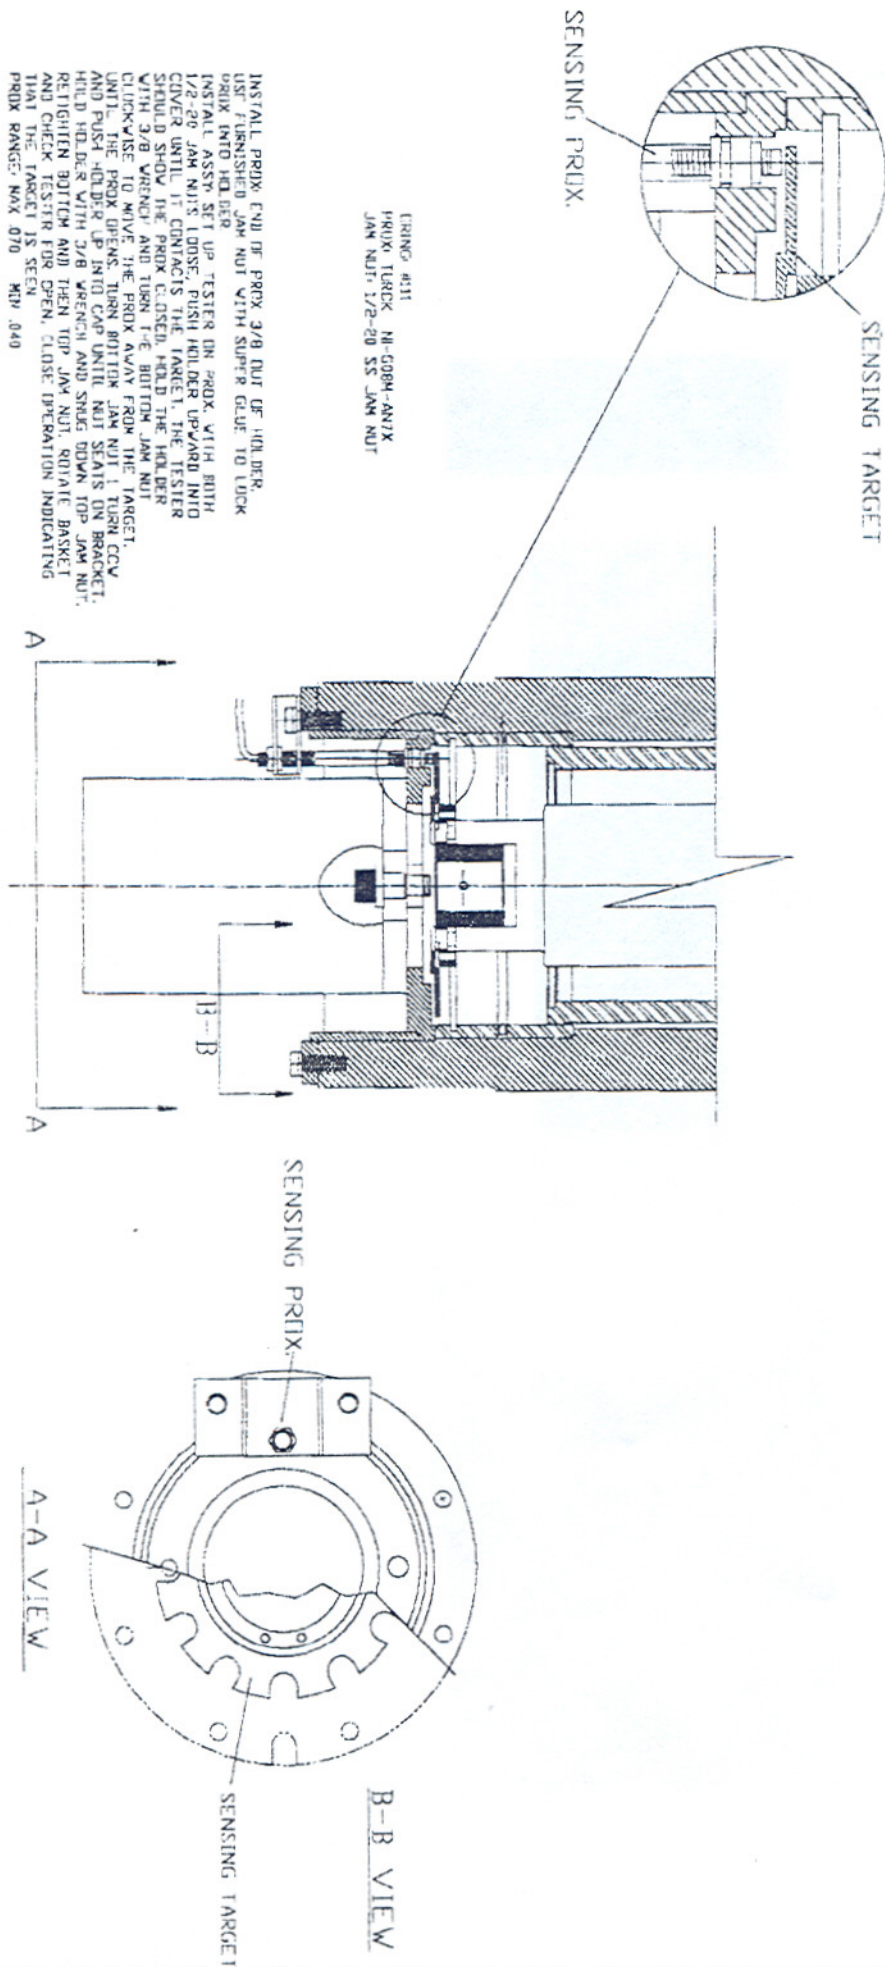 SENSING PROX.
SENSING TARGET
ORING #111
PROX: TURCK NI-G08M-AN7X
JAM NUT: 1/2-20 SS JAM NUT
INSTALL PROX: END OF PROX 3/8 OUT OF HOLDER.
USE FURNISHED JAM NUT WITH SUPER GLUE TO LOCK
PROX INTO HOLDER
INSTALL ASSY: SET UP TESTER ON PROX. WITH BOTH
1/2-20 JAM NUTS LOOSE, PUSH HOLDER UPWARD INTO
COVER UNTIL IT CONTACTS THE TARGET. THE TESTER
SHOULD SHOW THE PROX CLOSED. HOLD THE HOLDER
WITH 3/8 WRENCH AND TURN THE BOTTOM JAM NUT
CLOCKWISE TO MOVE THE PROX AWAY FROM THE TARGET.
UNTIL THE PROX OPENS. TURN BOTTOM JAM NUT 1 TURN CCW
AND PUSH HOLDER UP INTO CAP UNTIL NUT SEATS ON BRACKET.
HOLD HOLDER WITH 3/8 WRENCH AND SNUG DOWN TOP JAM NUT.
RETIGHTEN BOTTOM AND THEN TOP JAM NUT. ROTATE BASKET
AND CHECK TESTER FOR OPEN, CLOSE OPERATION INDICATING
THAT THE TARGET IS SEEN
PROX RANGE: MAX .070 MIN .040
A
A
B-B
SENSING PROX.
SENSING TARGET
A-A VIEW
B-B VIEW